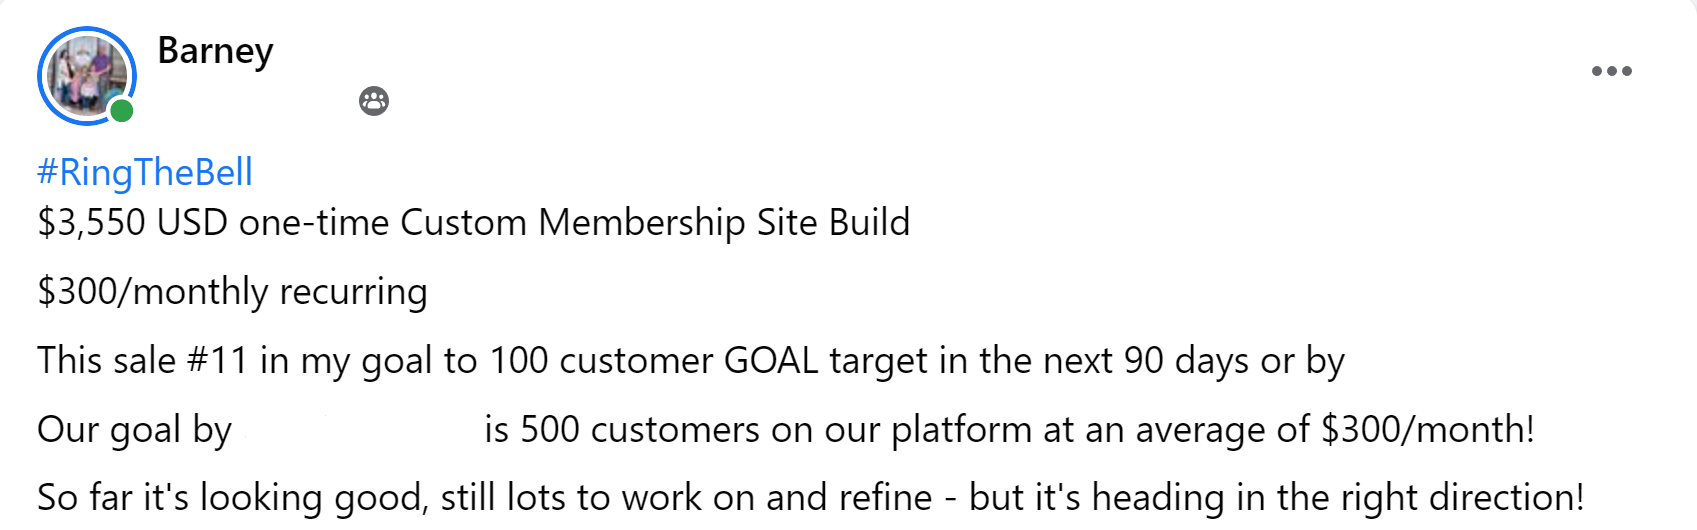 Barney
#RingTheBell
$3,550 USD one-time Custom Membership Site Build
$300/monthly recurring
This sale #11 in my goal to 100 customer GOAL target in the next 90 days or by
Our goal by is 500 customers on our platform at an average of $300/month!
So far it's looking good, still lots to work on and refine - but it's heading in the right direction!